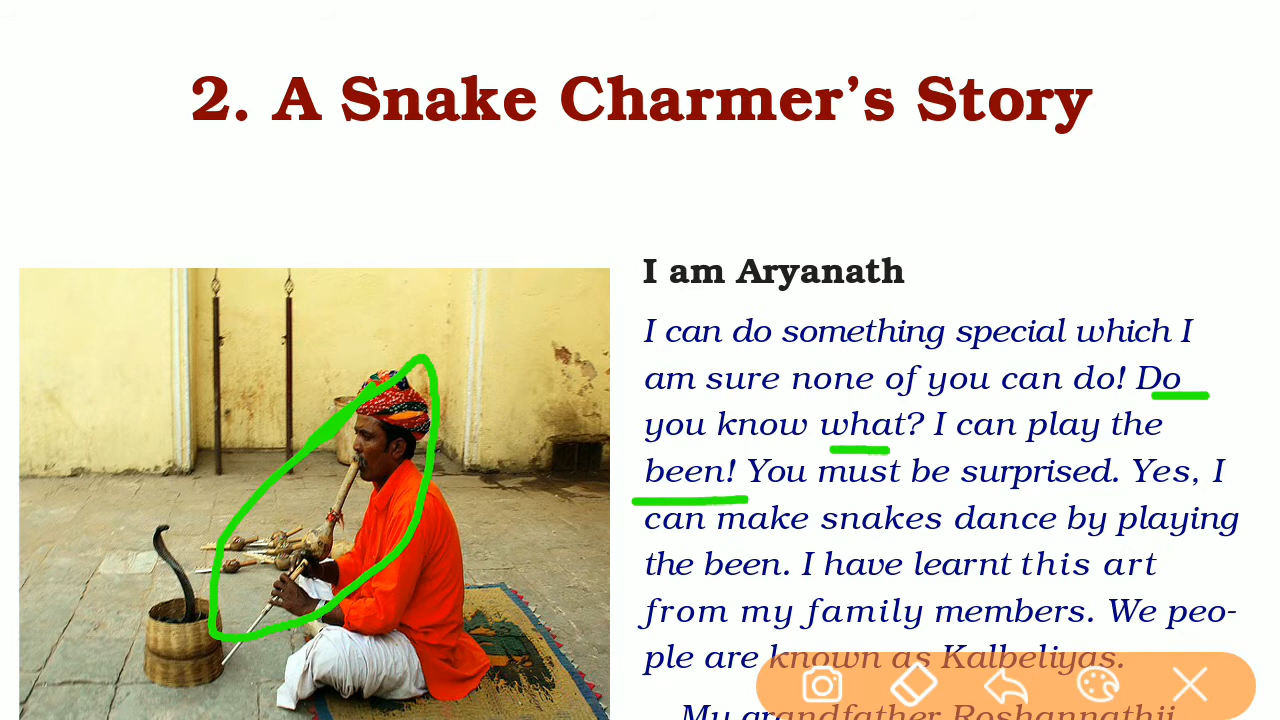 2. A Snake Charmer's Story
I am Aryanath
I can do something special which I
am sure none of you can do! Do
you know what? I can play the
been! You must be surprised. Yes, I
can make snakes dance by playing
the been. I have learnt this art
from my family members. We peo-
ple are known as Kalbeliyas.
My grandfather Roshannathji